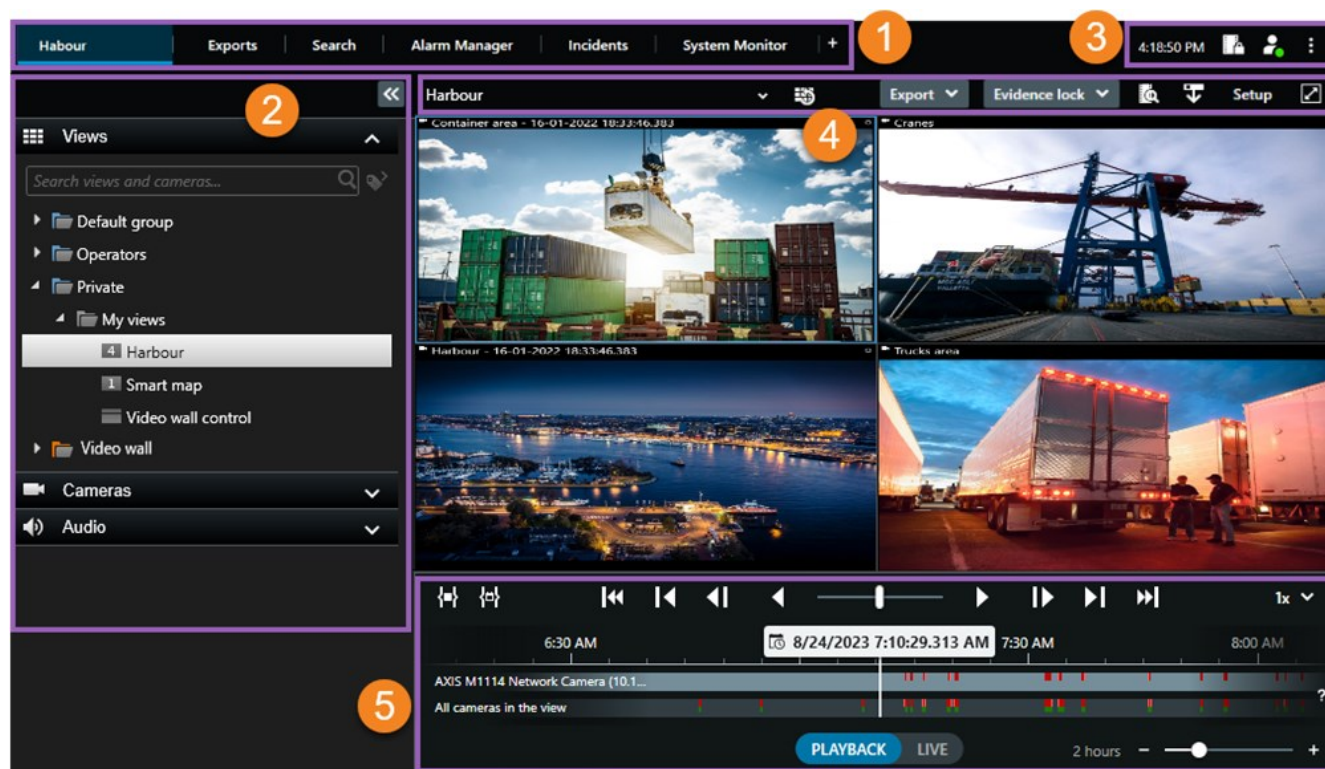 Habour
Exports
Search
Alarm Manager
Incidents
System Monitor
+
1
3
4:18:50 PM
2
Harbour
Export
Evidence lock
Setup
Views
Container area - 16-01-2022 18:33:46.383
4
Cranes
Search views and cameras...
Default group
Operators
Private
My views
4 Harbour
1 Smart map
Video wall control
Video wall
Harbour - 16-01-2022 18:33:46.383
Trucks area
Cameras
Audio
1x
6:30 AM
8/24/2023 7:10:29.313 AM
7:30 AM
8:00 AM
AXIS M1114 Network Camera (10.1...
All cameras in the view
?
5
PLAYBACK
LIVE
2 hours